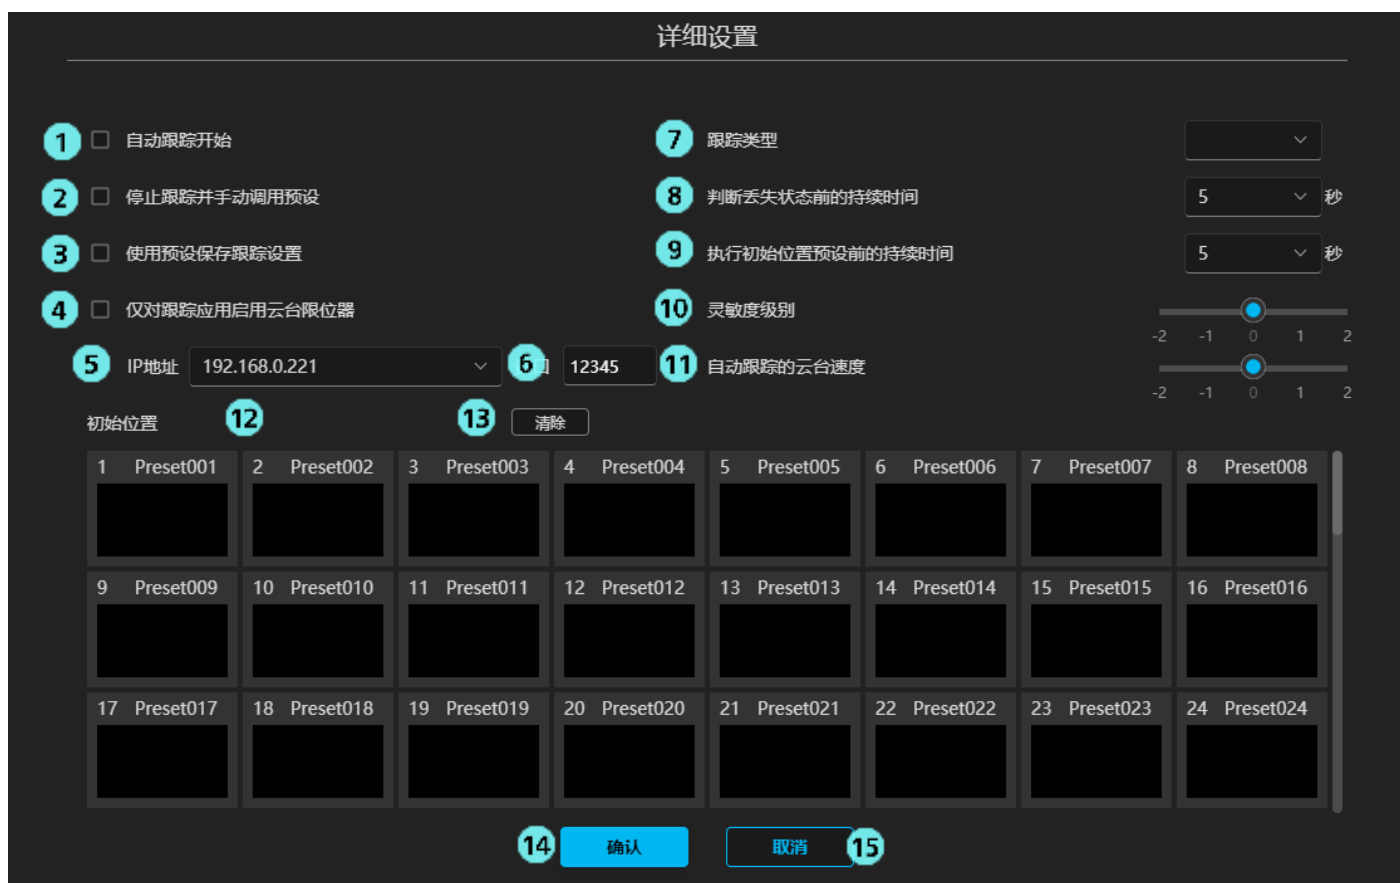 详细设置
1 自动跟踪开始
7 跟踪类型
2 停止跟踪并手动调用预设
8 判断丢失状态前的持续时间 5 秒
3 使用预设保存跟踪设置
9 执行初始位置预设前的持续时间 5 秒
4 仅对跟踪应用启用云台限位器
10 灵敏度级别
-2 -1 0 1 2
5 IP地址 192.168.0.221 6 12345
11 自动跟踪的云台速度
-2 -1 0 1 2
初始位置 12 13 清除
1 Preset001 2 Preset002 3 Preset003 4 Preset004 5 Preset005 6 Preset006 7 Preset007 8 Preset008
9 Preset009 10 Preset010 11 Preset011 12 Preset012 13 Preset013 14 Preset014 15 Preset015 16 Preset016
17 Preset017 18 Preset018 19 Preset019 20 Preset020 21 Preset021 22 Preset022 23 Preset023 24 Preset024
14 确认 取消 15